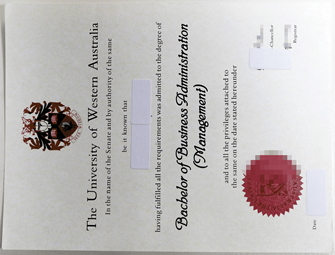 The University of Western Australia
In the name of the Senate and by authority of the same
be it known that
having fulfilled all the requirements was admitted to the degree of
Bachelor of Business Administration
(Management)
and to all the privileges attached to
the same on the date stated hereunder
Chancellor
Registrar
Date